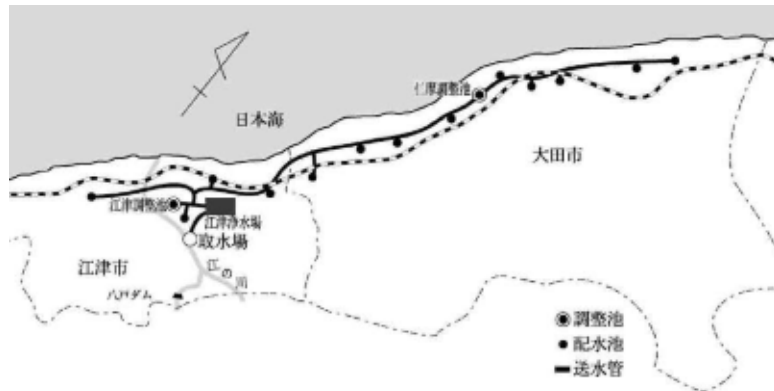 仁摩調整池
日本海
大田市
江津調整池
江津浄水場
取水場
江津市
江の川
八戸ダム
調整池
配水池
送水管